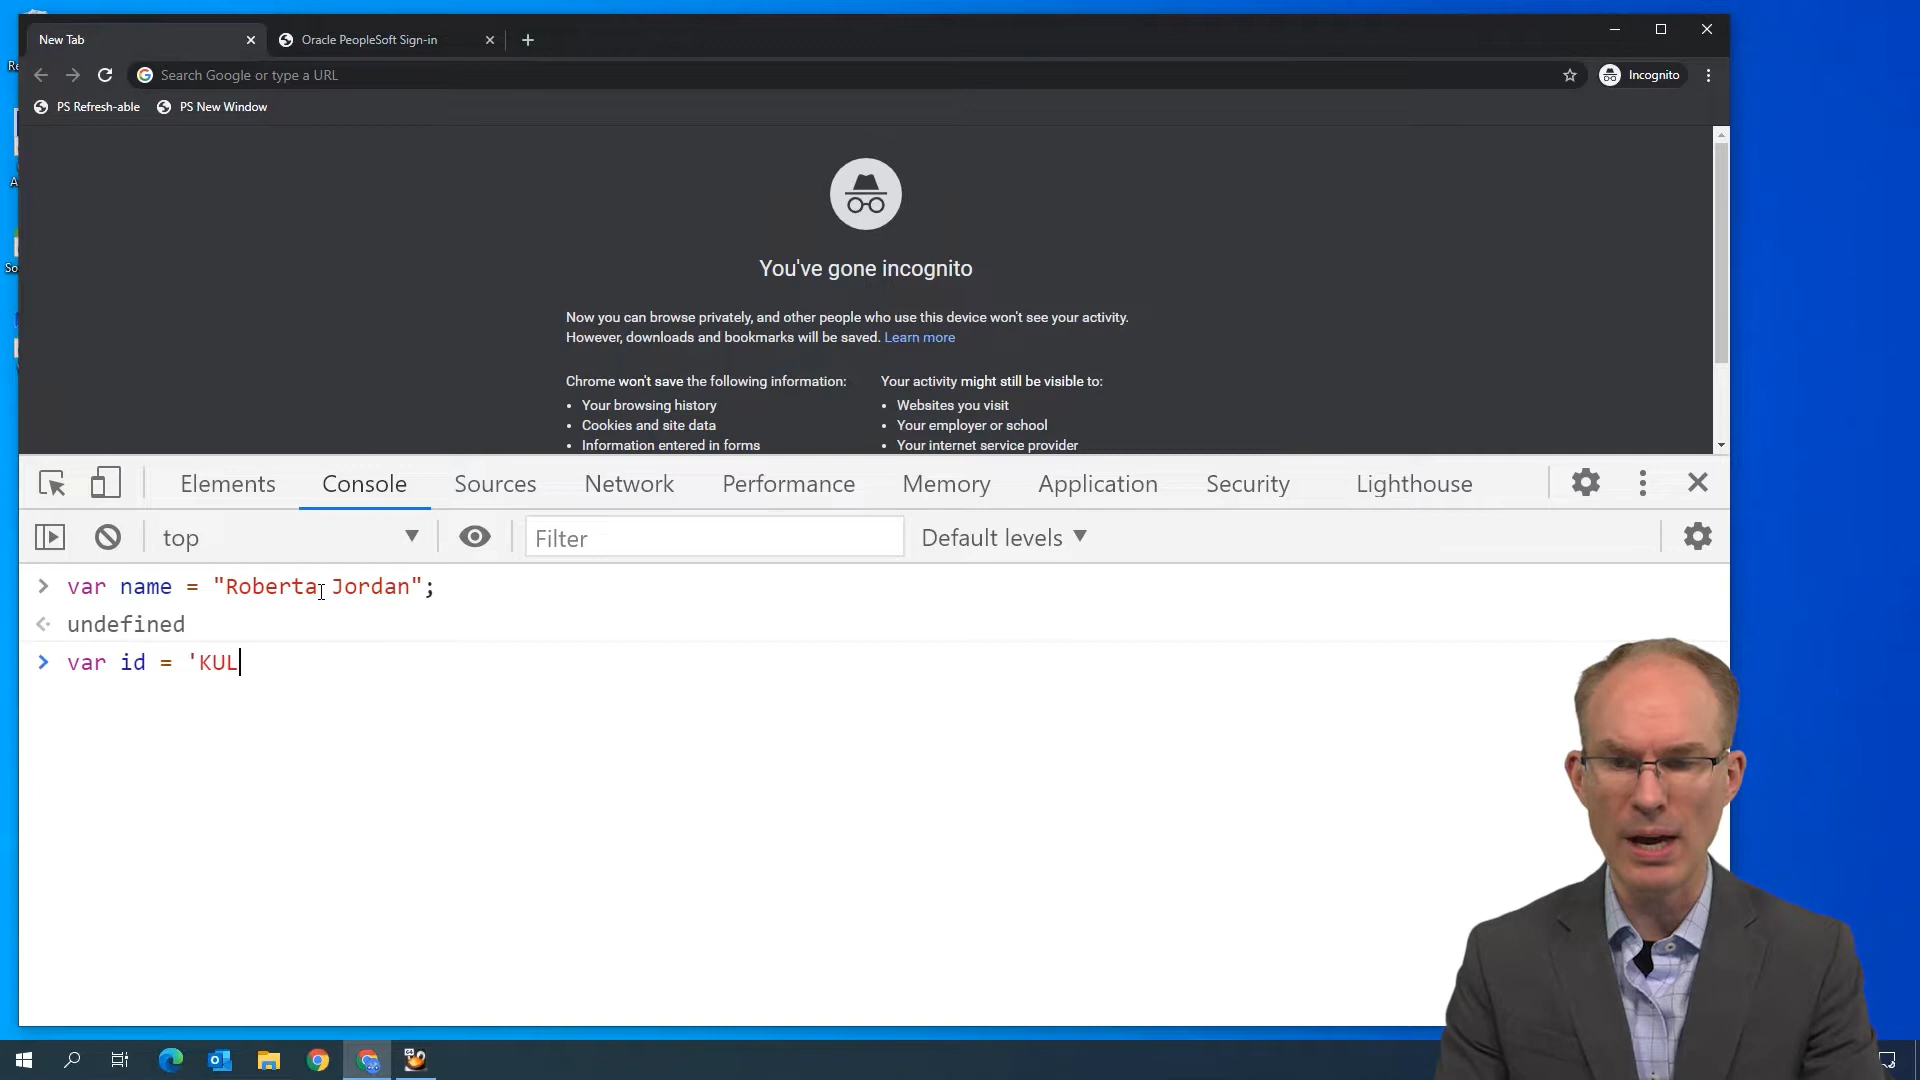 New Tab
Oracle PeopleSoft Sign-in
Search Google or type a URL
Incognito
PS Refresh-able
PS New Window
You've gone incognito
Now you can browse privately, and other people who use this device won't see your activity.
However, downloads and bookmarks will be saved. Learn more
Chrome won't save the following information:
Your activity might still be visible to:
• Your browsing history
• Websites you visit
• Cookies and site data
• Your employer or school
• Information entered in forms
• Your internet service provider
Elements
Console
Sources
Network
Performance
Memory
Application
Security
Lighthouse
top
Filter
Default levels
> var name = "Roberta Jordan";
undefined
> var id = 'KUL